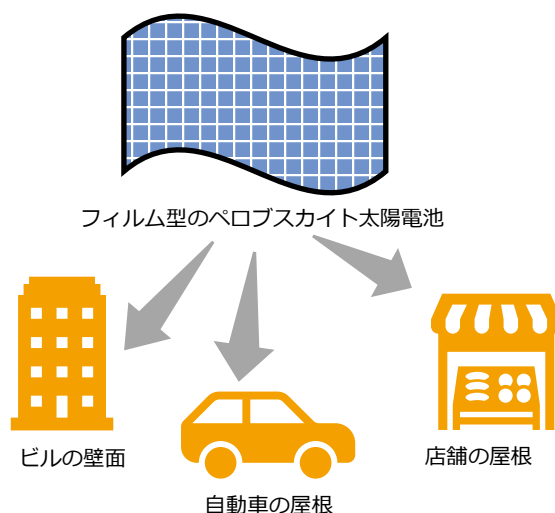 フィルム型のペロブスカイト太陽電池
ビルの壁面
自動車の屋根
店舗の屋根